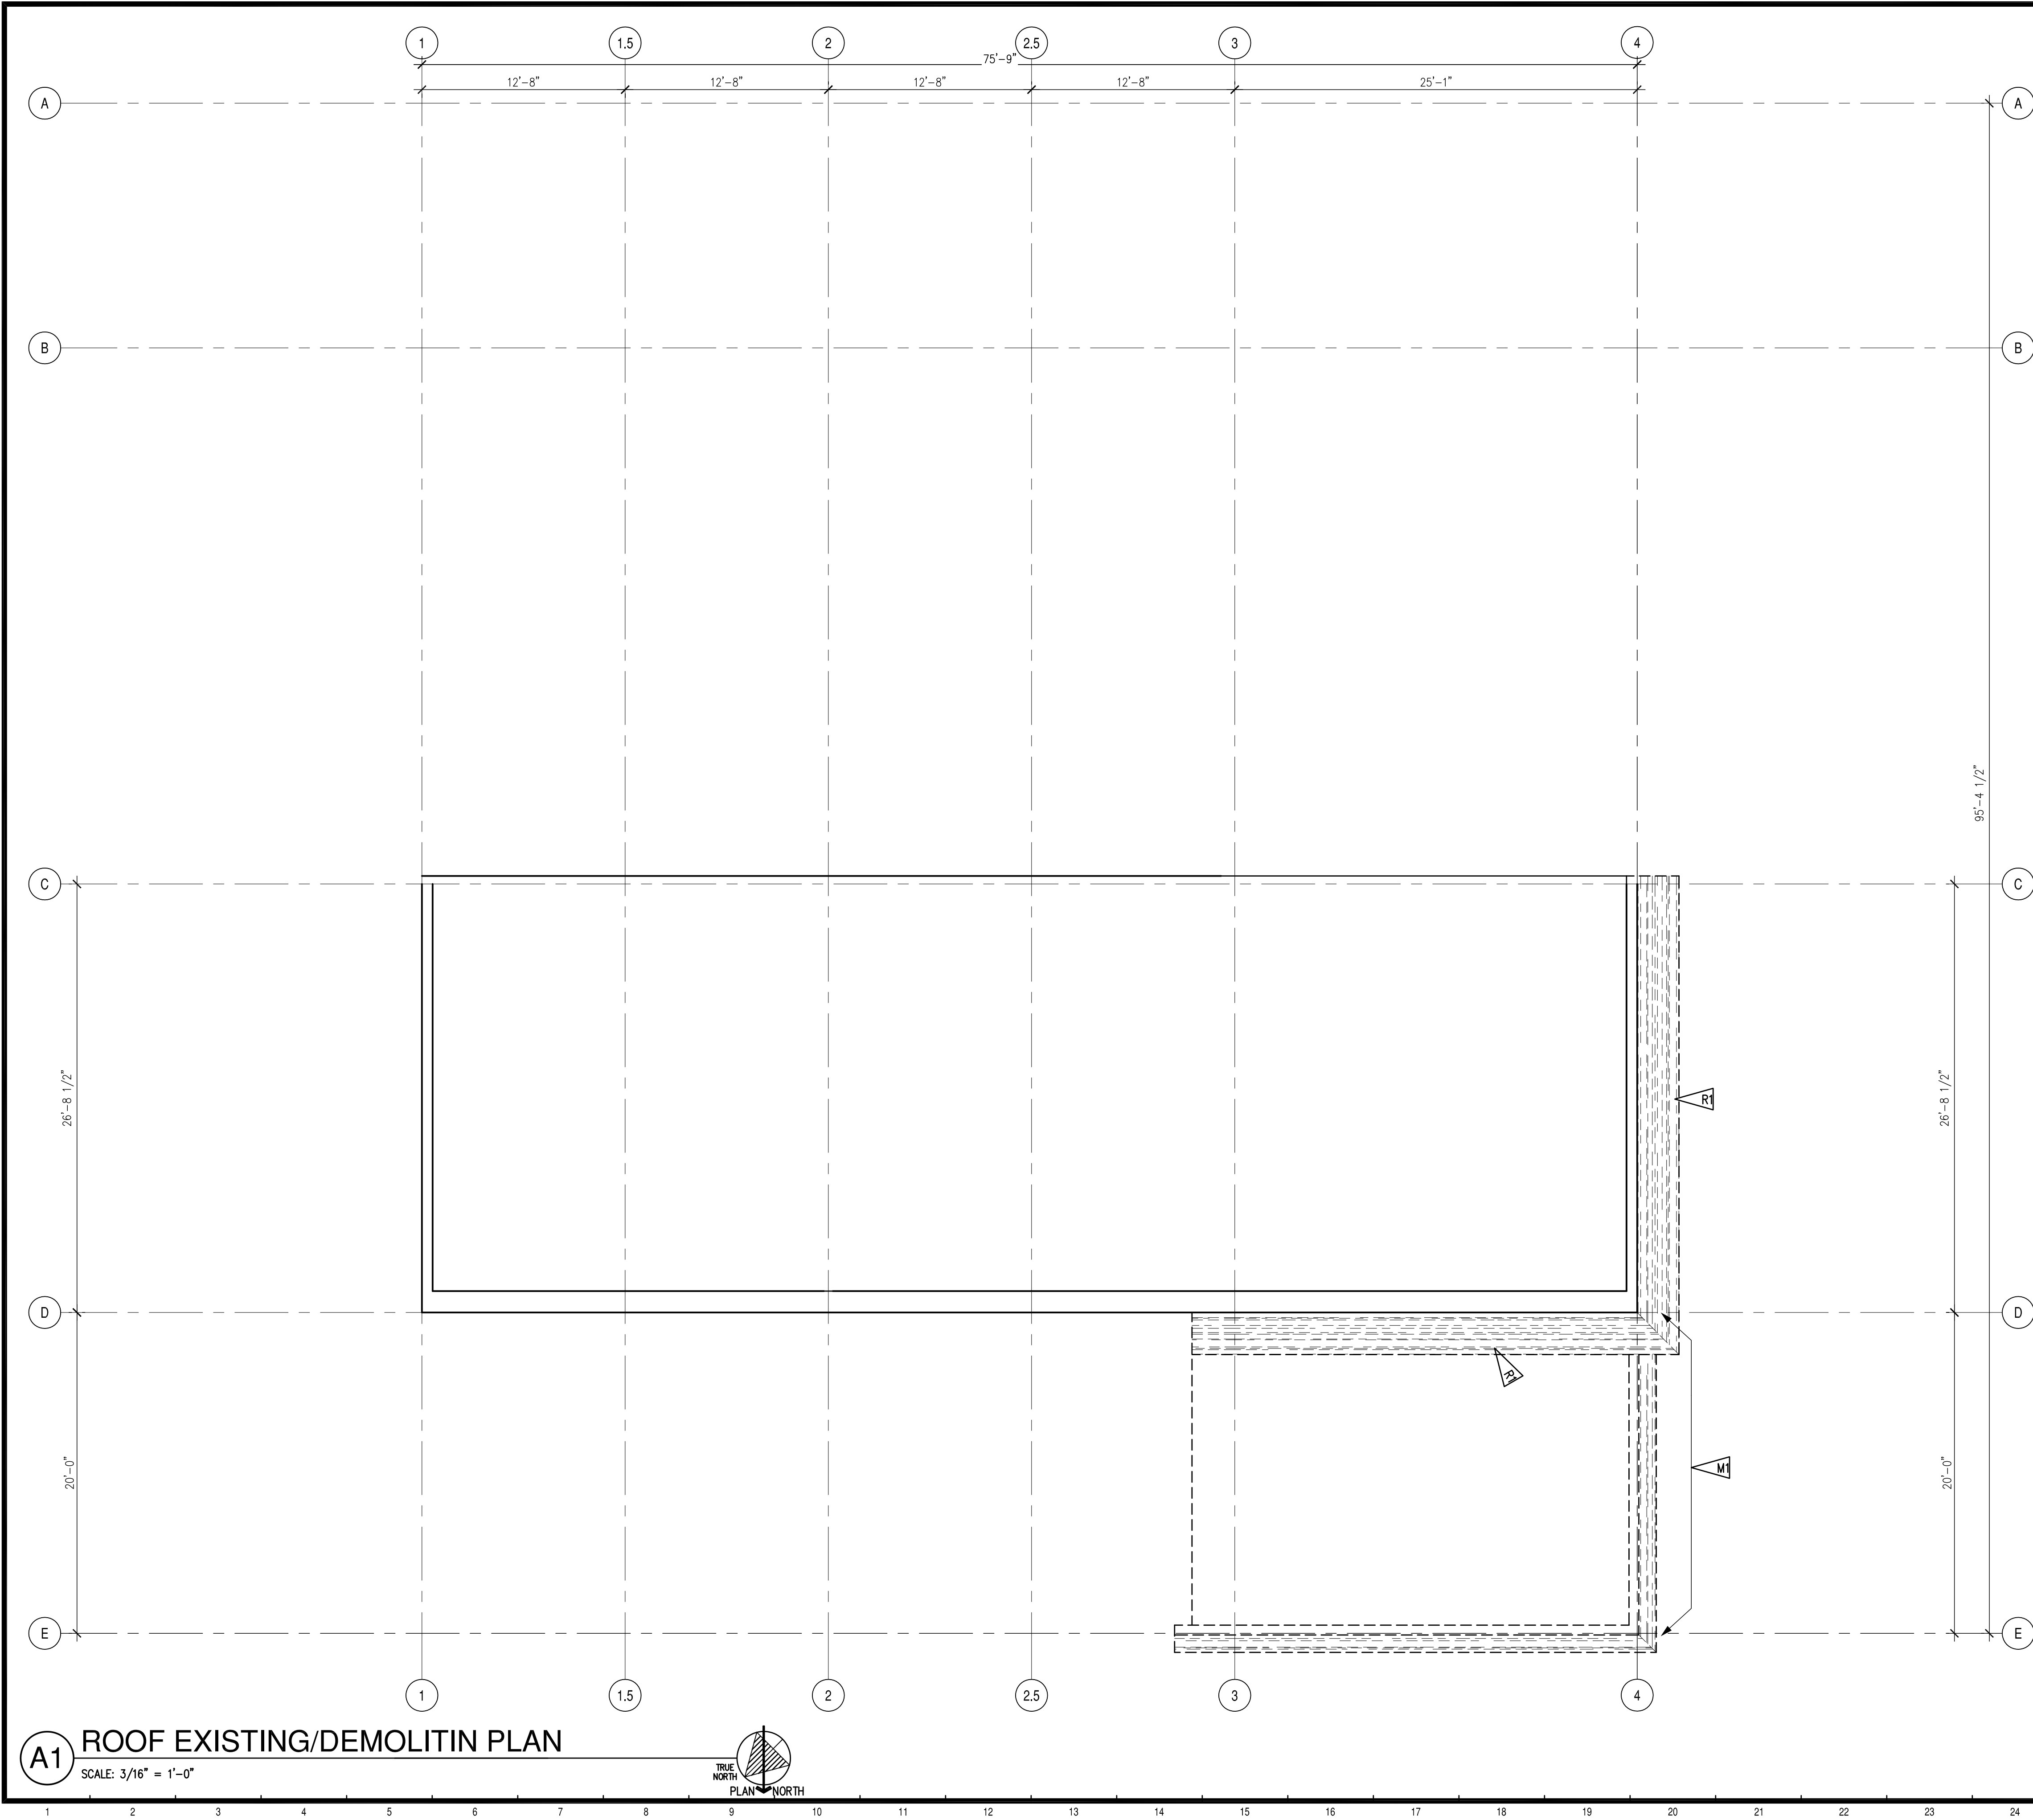 1 1.5 2 2.5 3 4
75'-9"
12'-8" 12'-8" 12'-8" 12'-8" 25'-1"
A A
B B
95'-4 1/2"
C C
26'-8 1/2" 26'-8 1/2"
R1
D D
R1
20'-0" 20'-0"
M1
E E
1 1.5 2 2.5 3 4
A1 ROOF EXISTING/DEMOLITIN PLAN
SCALE: 3/16" = 1'-0"
TRUE
NORTH
PLAN NORTH
1 2 3 4 5 6 7 8 9 10 11 12 13 14 15 16 17 18 19 20 21 22 23 24